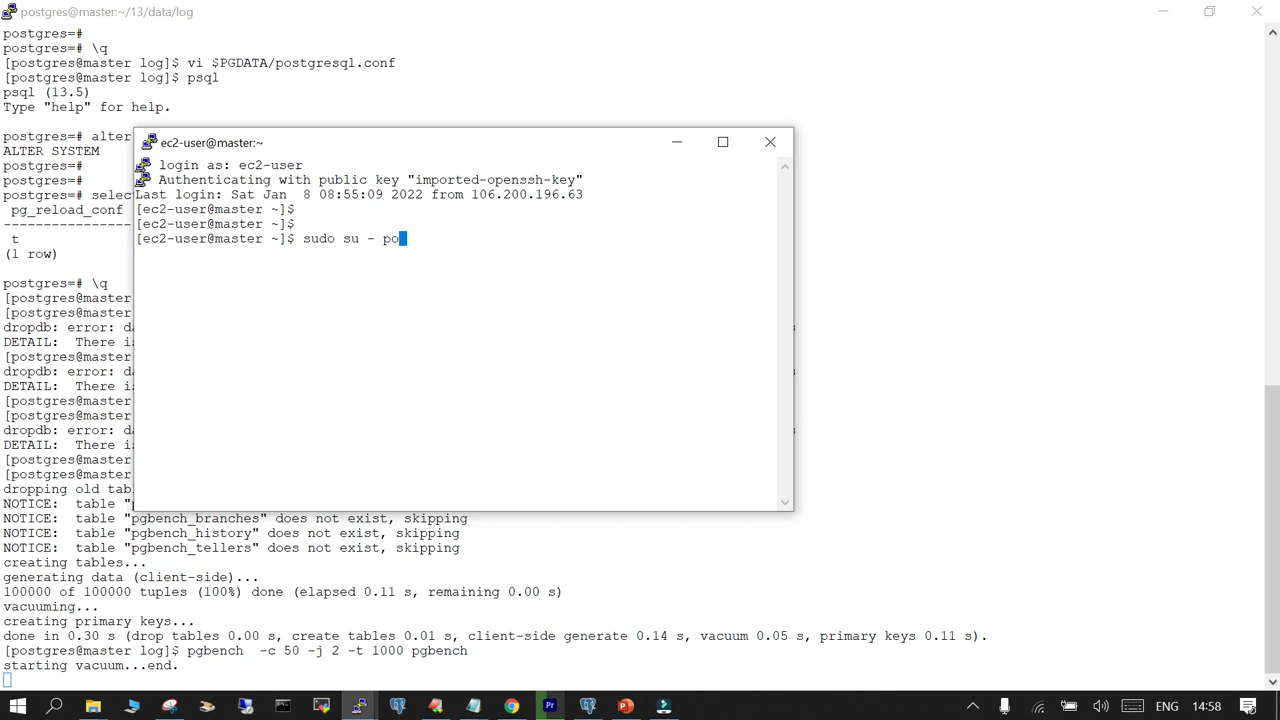 postgres@master:~/13/data/log
postgres=#
postgres=# \q
[postgres@master log]$ vi $PGDATA/postgresql.conf
[postgres@master log]$ psql
psql (13.5)
Type "help" for help.
postgres=# alter
ALTER SYSTEM
postgres=#
postgres=#
postgres=# select
pg_reload_conf
----------------
t
(1 row)
postgres=# \q
[postgres@master
[postgres@master
dropdb: error: da
DETAIL:  There is
[postgres@master
dropdb: error: da
DETAIL:  There is
[postgres@master
[postgres@master
dropdb: error: da
DETAIL:  There is
[postgres@master
[postgres@master
dropping old tabl
NOTICE:  table "p
NOTICE:  table "pgbench_branches" does not exist, skipping
NOTICE:  table "pgbench_history" does not exist, skipping
NOTICE:  table "pgbench_tellers" does not exist, skipping
creating tables...
generating data (client-side)...
100000 of 100000 tuples (100%) done (elapsed 0.11 s, remaining 0.00 s)
vacuuming...
creating primary keys...
done in 0.30 s (drop tables 0.00 s, create tables 0.01 s, client-side generate 0.14 s, vacuum 0.05 s, primary keys 0.11 s).
[postgres@master log]$ pgbench  -c 50 -j 2 -t 1000 pgbench
starting vacuum...end.
ec2-user@master:~
login as: ec2-user
Authenticating with public key "imported-openssh-key"
Last login: Sat Jan  8 08:55:09 2022 from 106.200.196.63
[ec2-user@master ~]$
[ec2-user@master ~]$
[ec2-user@master ~]$ sudo su - po
Pr
ENG
14:58